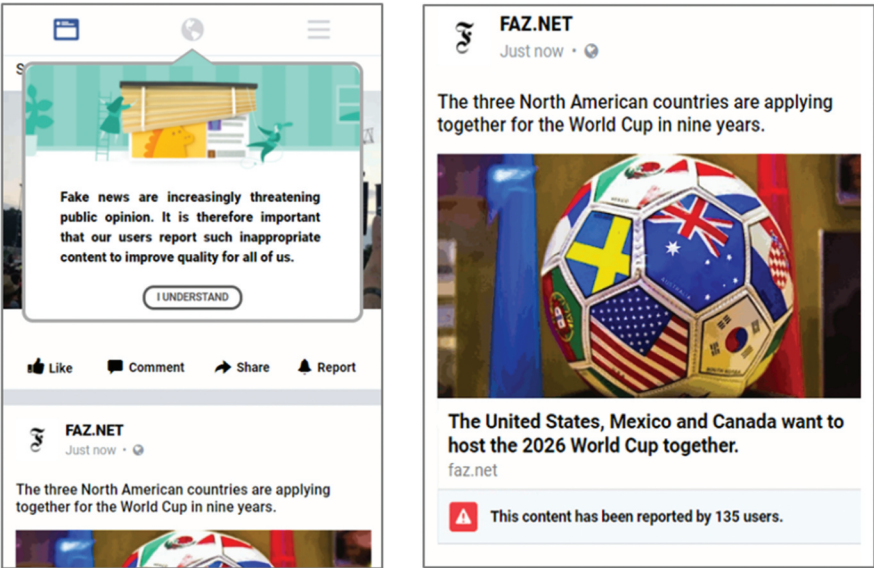 S
Fake news are increasingly threatening
public opinion. It is therefore important
that our users report such inappropriate
content to improve quality for all of us.
I UNDERSTAND
Like Comment Share Report
FAZ.NET
Just now
The three North American countries are applying
together for the World Cup in nine years.
FAZ.NET
Just now
The three North American countries are applying
together for the World Cup in nine years.
AUSTRALIA
The United States, Mexico and Canada want to
host the 2026 World Cup together.
faz.net
This content has been reported by 135 users.